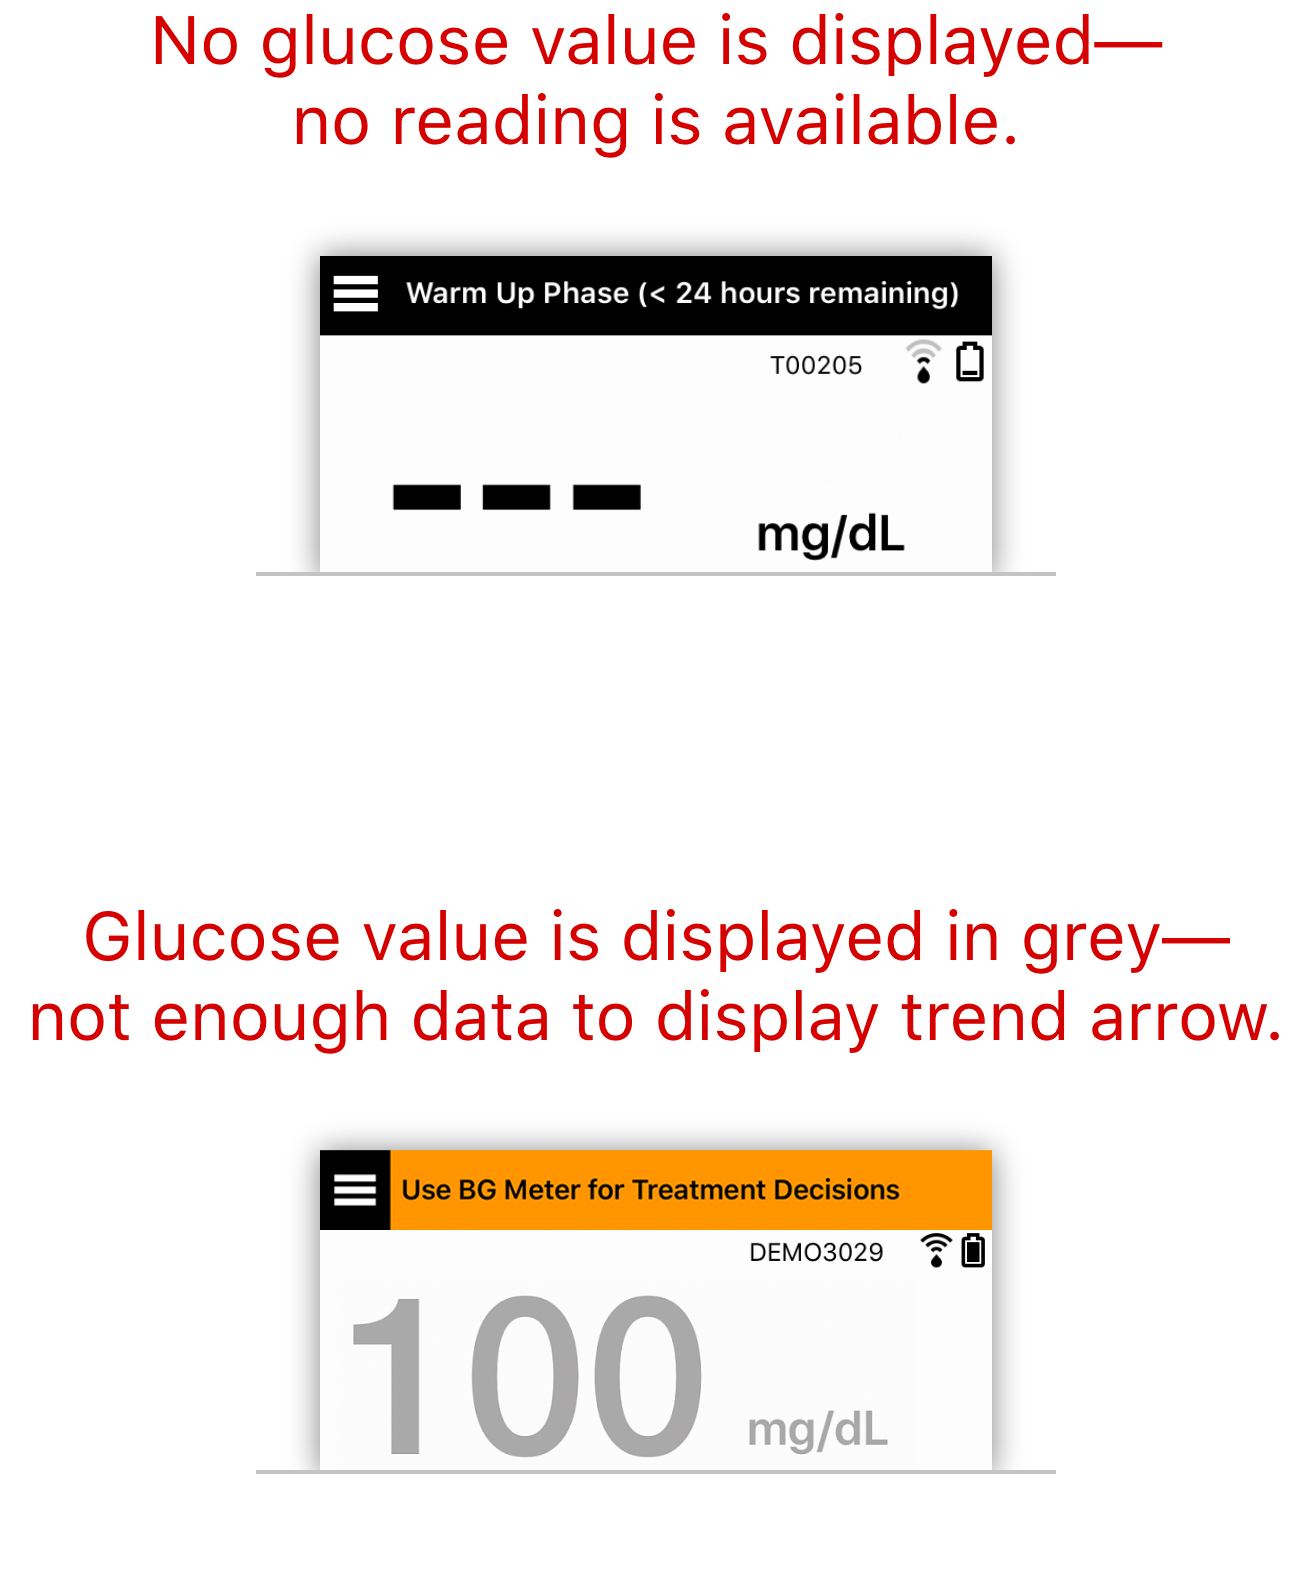 No glucose value is displayed—
no reading is available.
Warm Up Phase (< 24 hours remaining)
T00205
mg/dL
Glucose value is displayed in grey—
not enough data to display trend arrow.
Use BG Meter for Treatment Decisions
DEMO3029
100 mg/dL